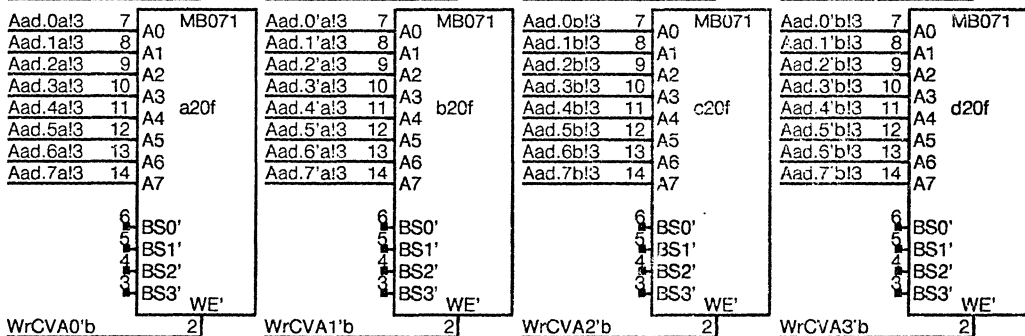 Aad.0a!3 7 MB071 Aad.0'a!3 7 MB071 Aad.0b!3 7 MB071 Aad.0'b!3 7 MB071
A0 A0 A0 A0
Aad.1a!3 8 Aad.1'a!3 8 Aad.1b!3 8 Aad.1'b!3 8
A1 A1 A1 A1
Aad.2a!3 9 Aad.2'a!3 9 Aad.2b!3 9 Aad.2'b!3 9
A2 A2 A2 A2
Aad.3a!3 10 Aad.3'a!3 10 Aad.3b!3 10 Aad.3'b!3 10
A3 A3 A3 A3
Aad.4a!3 11 a20f Aad.4'a!3 11 b20f Aad.4b!3 11 c20f Aad.4'b!3 11 d20f
A4 A4 A4 A4
Aad.5a!3 12 Aad.5'a!3 12 Aad.5b!3 12 Aad.5'b!3 12
A5 A5 A5 A5
Aad.6a!3 13 Aad.6'a!3 13 Aad.6b!3 13 Aad.6'b!3 13
A6 A6 A6 A6
Aad.7a!3 14 Aad.7'a!3 14 Aad.7b!3 14 Aad.7'b!3 14
A7 A7 A7 A7
6 BS0' 6 BS0' 6 BS0' 6 BS0'
5 BS1' 5 BS1' 5 BS1' 5 BS1'
4 BS2' 4 BS2' 4 BS2' 4 BS2'
3 BS3' 3 BS3' 3 BS3' 3 BS3'
WE' WE' WE' WE'
WrCVA0'b 2 WrCVA1'b 2 WrCVA2'b 2 WrCVA3'b 2